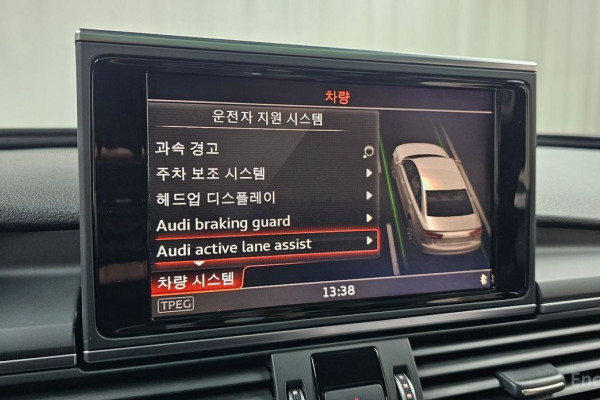 차량
운전자 지원 시스템
과속 경고
주차 보조 시스템
헤드업 디스플레이
Audi braking guard
Audi active lane assist
차량 시스템
TPEG
13:38